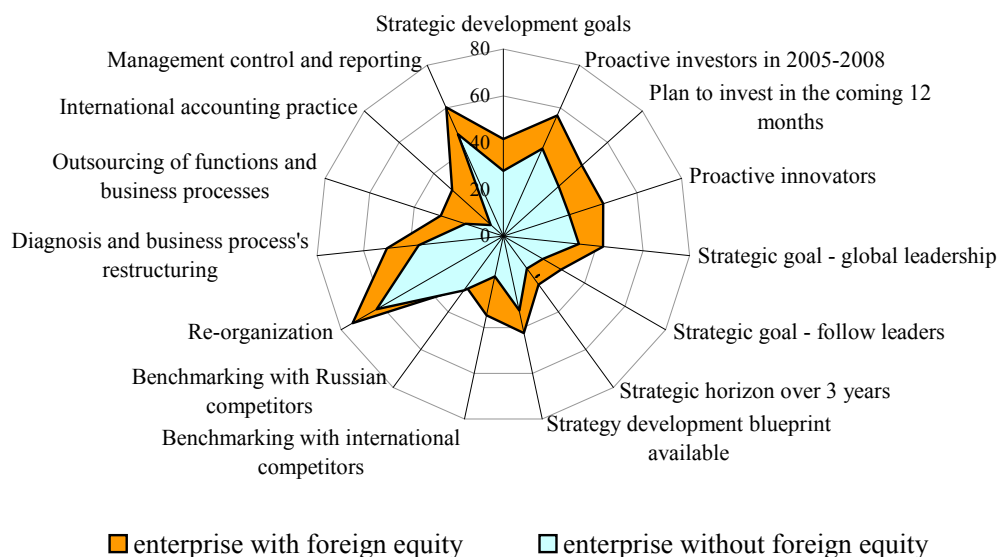 Strategic development goals
Proactive investors in 2005-2008
Plan to invest in the coming 12
months
Proactive innovators
Strategic goal - global leadership
Strategic goal - follow leaders
Strategic horizon over 3 years
Strategy development blueprint
available
Benchmarking with international
competitors
Benchmarking with Russian
competitors
Re-organization
Diagnosis and business process's
restructuring
Outsourcing of functions and
business processes
International accounting practice
Management control and reporting
80
60
40
20
0
enterprise with foreign equity
enterprise without foreign equity